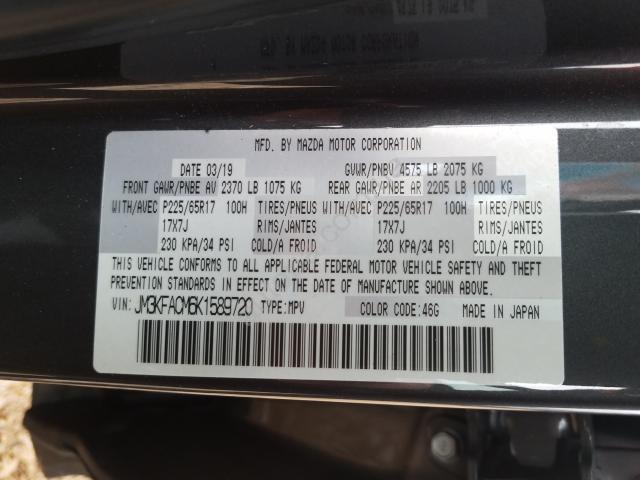 MFD. BY MAZDA MOTOR CORPORATION
DATE 03/19 GVWR/PNBV 4575 LB 2075 KG
FRONT GAWR/PNBE AV 2370 LB 1075 KG REAR GAWR/PNBE AR 2205 LB 1000 KG
WITH/AVEC P225/65R17 100H TIRES/PNEUS WITH/AVEC P225/65R17 100H TIRES/PNEUS
17X7J RIMS/JANTES 17X7J RIMS/JANTES
230 KPA/34 PSI COLD/A FROID 230 KPA/34 PSI COLD/A FROID
THIS VEHICLE CONFORMS TO ALL APPLICABLE FEDERAL MOTOR VEHICLE SAFETY AND THEFT
PREVENTION STANDARDS IN EFFECT ON THE DATE OF MANUFACTURE SHOWN ABOVE.
VIN: JM3KFACM6K1589720 TYPE:MPV COLOR CODE:46G MADE IN JAPAN